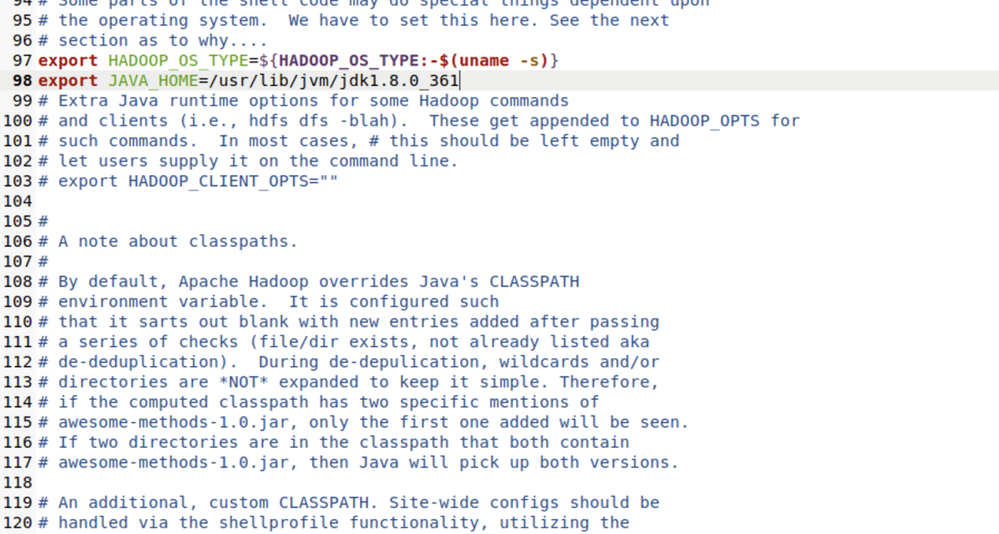 94 # Some parts of the shell code may do special things dependent upon
95 # the operating system.  We have to set this here. See the next
96 # section as to why....
97 export HADOOP_OS_TYPE=${HADOOP_OS_TYPE:-$(uname -s)}
98 export JAVA_HOME=/usr/lib/jvm/jdk1.8.0_361
99 # Extra Java runtime options for some Hadoop commands
100 # and clients (i.e., hdfs dfs -blah).  These get appended to HADOOP_OPTS for
101 # such commands.  In most cases, # this should be left empty and
102 # let users supply it on the command line.
103 # export HADOOP_CLIENT_OPTS=""
104
105 #
106 # A note about classpaths.
107 #
108 # By default, Apache Hadoop overrides Java's CLASSPATH
109 # environment variable.  It is configured such
110 # that it sarts out blank with new entries added after passing
111 # a series of checks (file/dir exists, not already listed aka
112 # de-deduplication).  During de-depulication, wildcards and/or
113 # directories are *NOT* expanded to keep it simple. Therefore,
114 # if the computed classpath has two specific mentions of
115 # awesome-methods-1.0.jar, only the first one added will be seen.
116 # If two directories are in the classpath that both contain
117 # awesome-methods-1.0.jar, then Java will pick up both versions.
118
119 # An additional, custom CLASSPATH. Site-wide configs should be
120 # handled via the shellprofile functionality, utilizing the